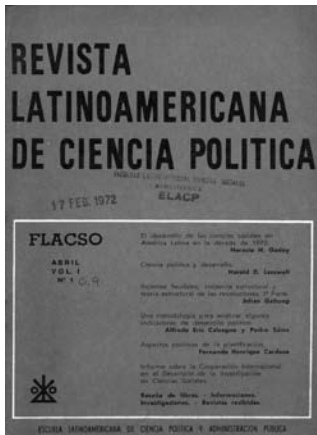 REVISTA
LATINOAMERICANA
DE CIENCIA POLITICA
ELACP
17 FEB. 1972
FLACSO
ABRIL
VOL. I
Nº 1
El desarrollo de las ciencias sociales en
América Latina en la década de 1970.
Horacio H. Godoy
Ciencia política y desarrollo.
Harold D. Lasswell
Sistemas feudales, violencia estructural y
teoría estructural de las revoluciones. 2ª Parte.
Johan Galtung
Una metodología para analizar algunos
indicadores de desarrollo político.
Alfredo Eric Calcagno y Pedro Sáinz
Aspectos políticos de la planificación.
Fernando Henrique Cardoso
Informe sobre la Cooperación Internacional
en el Desarrollo de la Investigación
en Ciencias Sociales.
Reseña de libros. - Informaciones. -
Investigaciones. - Revistas recibidas.
ESCUELA LATINOAMERICANA DE CIENCIA POLITICA Y ADMINISTRACION PUBLICA